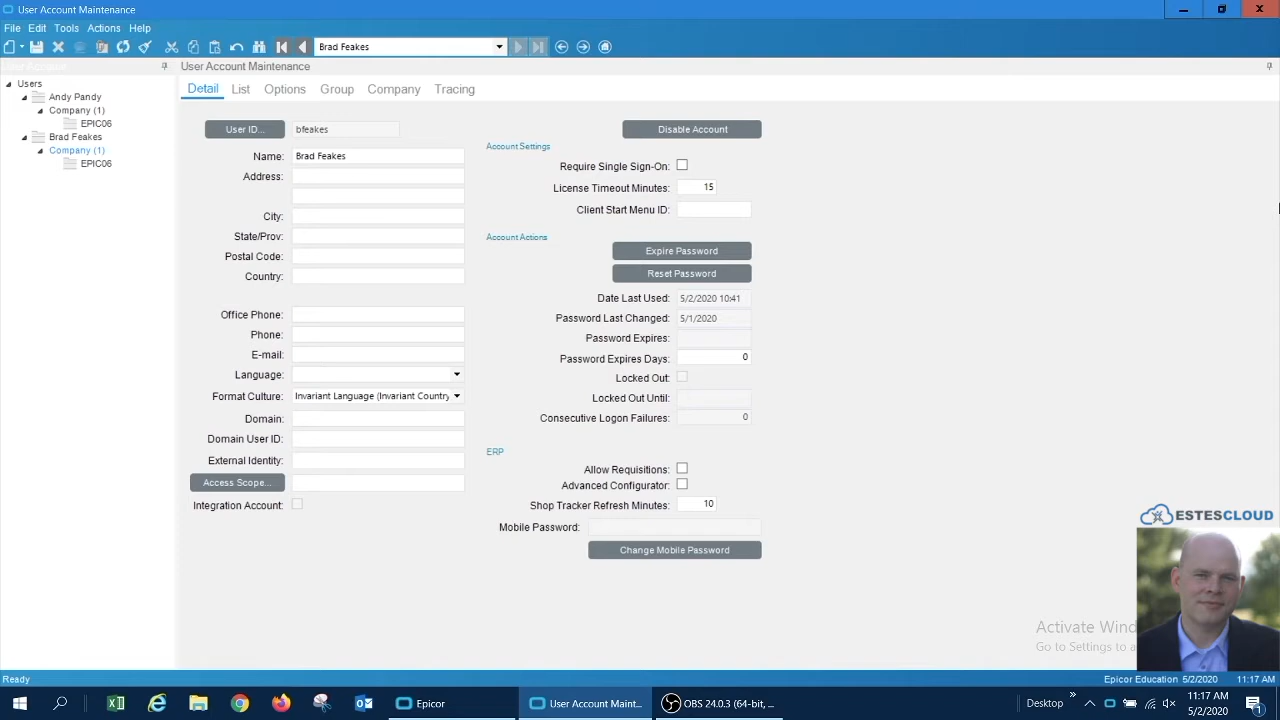 User Account Maintenance
File Edit Tools Actions Help
Brad Feakes
User Account Maintenance
Users
Andy Pandy
Company (1)
EPIC06
Brad Feakes
Company (1)
EPIC06
Detail List Options Group Company Tracing
User ID... bfeakes
Name: Brad Feakes
Address:
City:
State/Prov:
Postal Code:
Country:
Office Phone:
Phone:
E-mail:
Language:
Format Culture: Invariant Language (Invariant Country
Domain:
Domain User ID:
External Identity:
Access Scope...
Integration Account:
Disable Account
Account Settings
Require Single Sign-On:
License Timeout Minutes: 15
Client Start Menu ID:
Account Actions
Expire Password
Reset Password
Date Last Used: 5/2/2020 10:41
Password Last Changed: 5/1/2020
Password Expires:
Password Expires Days: 0
Locked Out:
Locked Out Until:
Consecutive Logon Failures: 0
ERP
Allow Requisitions:
Advanced Configurator:
Shop Tracker Refresh Minutes: 10
Mobile Password:
Change Mobile Password
ESTESCLOUD
Activate Wind
Go to Settings to a
Ready Epicor Education 5/2/2020 11:17 AM
Epicor User Account Maint... OBS 24.0.3 (64-bit, ... Desktop 11:17 AM
5/2/2020